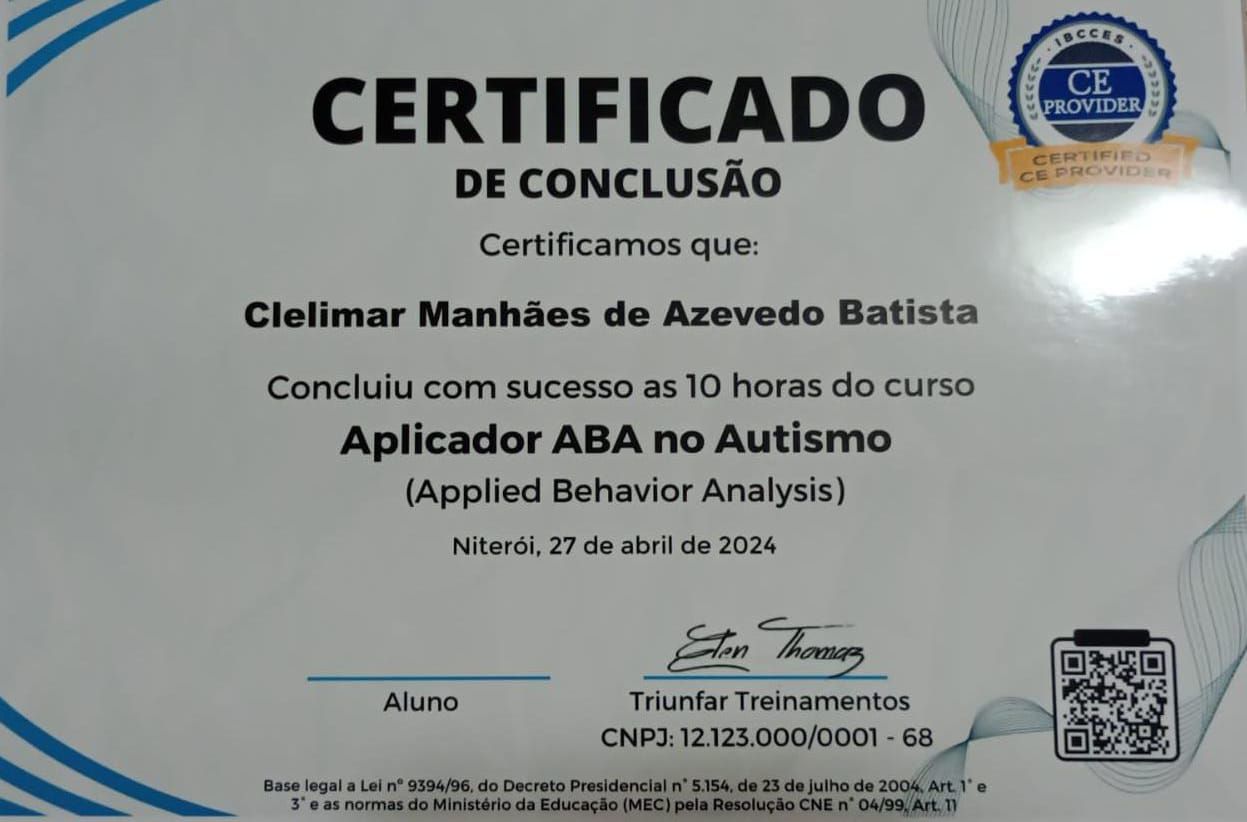 IBCCES
CE
PROVIDER
CERTIFIED
CE PROVIDER
CERTIFICADO
DE CONCLUSÃO
Certificamos que:
Clelimar Manhães de Azevedo Batista
Concluiu com sucesso as 10 horas do curso
Aplicador ABA no Autismo
(Applied Behavior Analysis)
Niterói, 27 de abril de 2024
Elen Thomaz
Aluno
Triunfar Treinamentos
CNPJ: 12.123.000/0001 - 68
Base legal a Lei nº 9394/96, do Decreto Presidencial n° 5.154, de 23 de julho de 2004, Art. 1° e
3° e as normas do Ministério da Educação (MEC) pela Resolução CNE n° 04/99, Art. 11